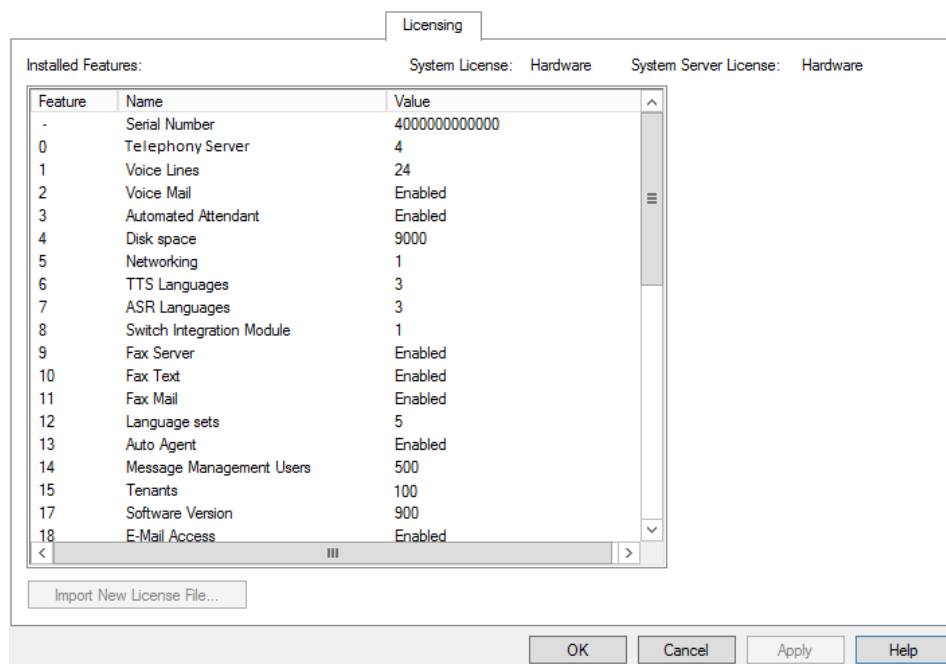 Licensing
Installed Features: System License: Hardware System Server License: Hardware
Feature Name Value
- Serial Number 4000000000000
0 Telephony Server 4
1 Voice Lines 24
2 Voice Mail Enabled
3 Automated Attendant Enabled
4 Disk space 9000
5 Networking 1
6 TTS Languages 3
7 ASR Languages 3
8 Switch Integration Module 1
9 Fax Server Enabled
10 Fax Text Enabled
11 Fax Mail Enabled
12 Language sets 5
13 Auto Agent Enabled
14 Message Management Users 500
15 Tenants 100
17 Software Version 900
18 E-Mail Access Enabled
Import New License File...
OK Cancel Apply Help